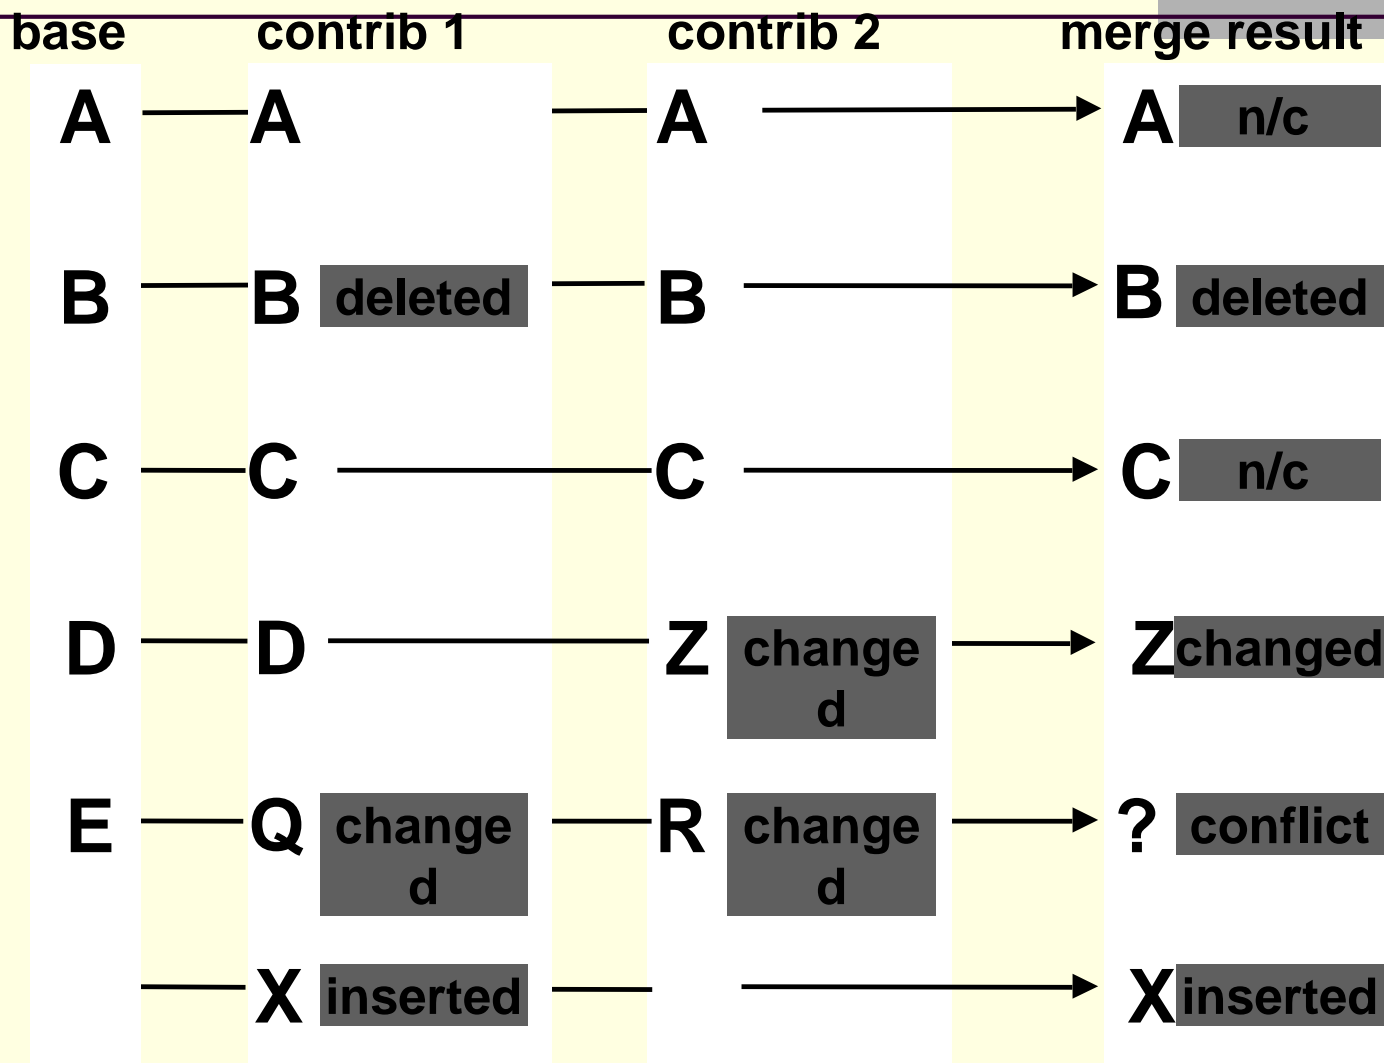 base contrib 1 contrib 2 merge result
A A A A n/c
B B deleted B B deleted
C C C C n/c
D D Z change Z changed
d
E Q change R change ? conflict
d d
X inserted X inserted